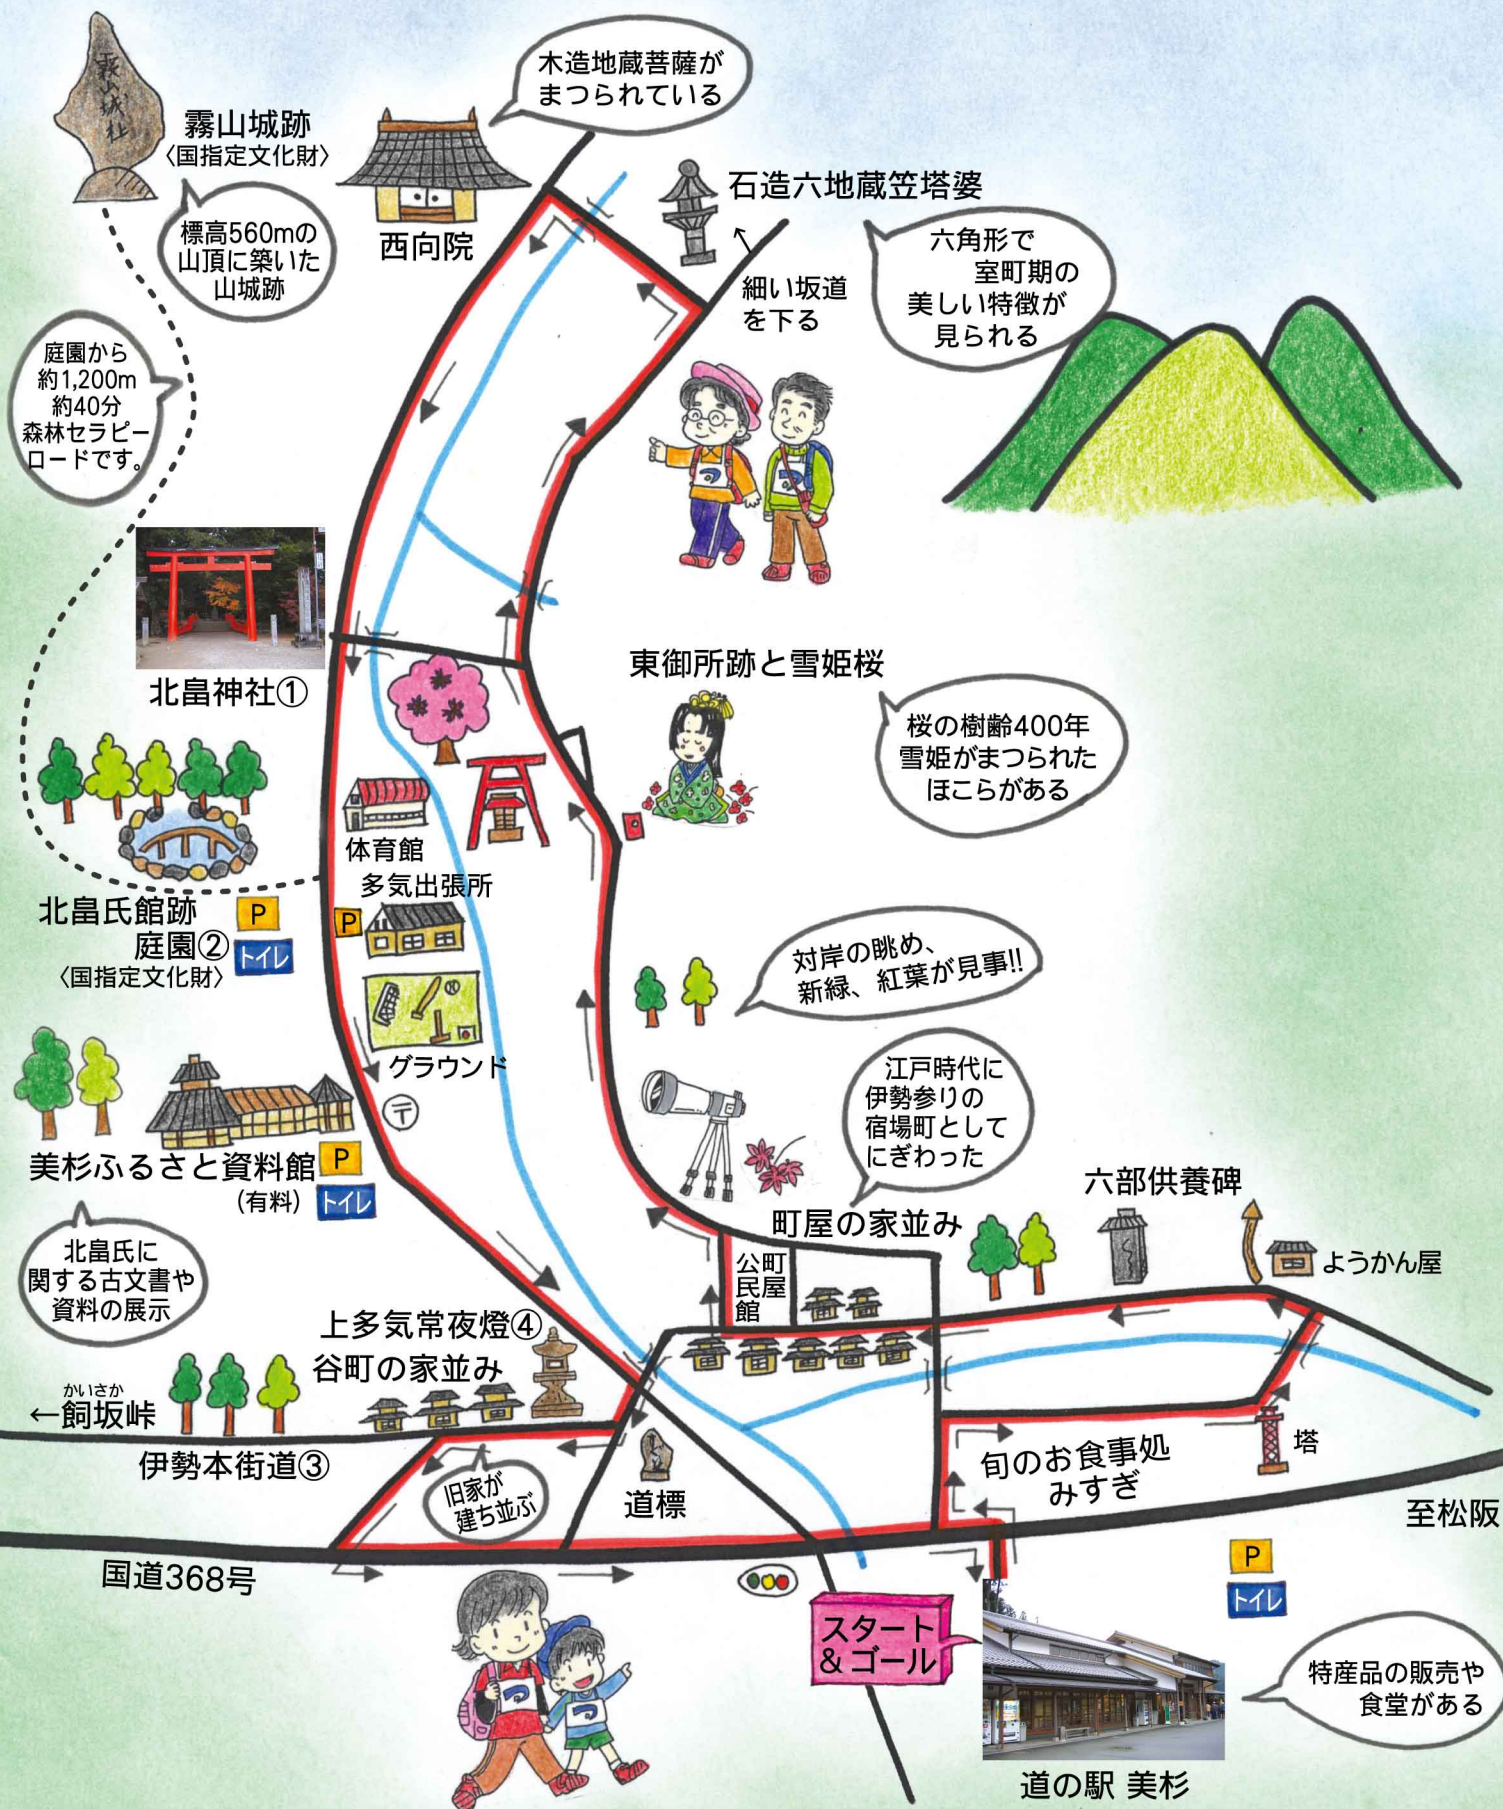 霧山城址
霧山城跡
〈国指定文化財〉
標高560mの
山頂に築いた
山城跡
木造地蔵菩薩が
まつられている
西向院
石造六地蔵笠塔婆
六角形で
室町期の
美しい特徴が
見られる
細い坂道
を下る
庭園から
約1,200m
約40分
森林セラピー
ロードです。
北畠神社①
東御所跡と雪姫桜
桜の樹齢400年
雪姫がまつられた
ほこらがある
体育館
多気出張所
P
北畠氏館跡
庭園②
〈国指定文化財〉
P
トイレ
グラウンド
〒
対岸の眺め、
新緑、紅葉が見事!!
江戸時代に
伊勢参りの
宿場町として
にぎわった
美杉ふるさと資料館
(有料)
P
トイレ
北畠氏に
関する古文書や
資料の展示
町屋の家並み
町屋
公民館
六部供養碑
ようかん屋
上多気常夜燈④
谷町の家並み
かいさか
←飼坂峠
伊勢本街道③
旧家が
建ち並ぶ
道標
旬のお食事処
みすぎ
塔
至松阪
国道368号
P
トイレ
スタート
&ゴール
特産品の販売や
食堂がある
道の駅 美杉